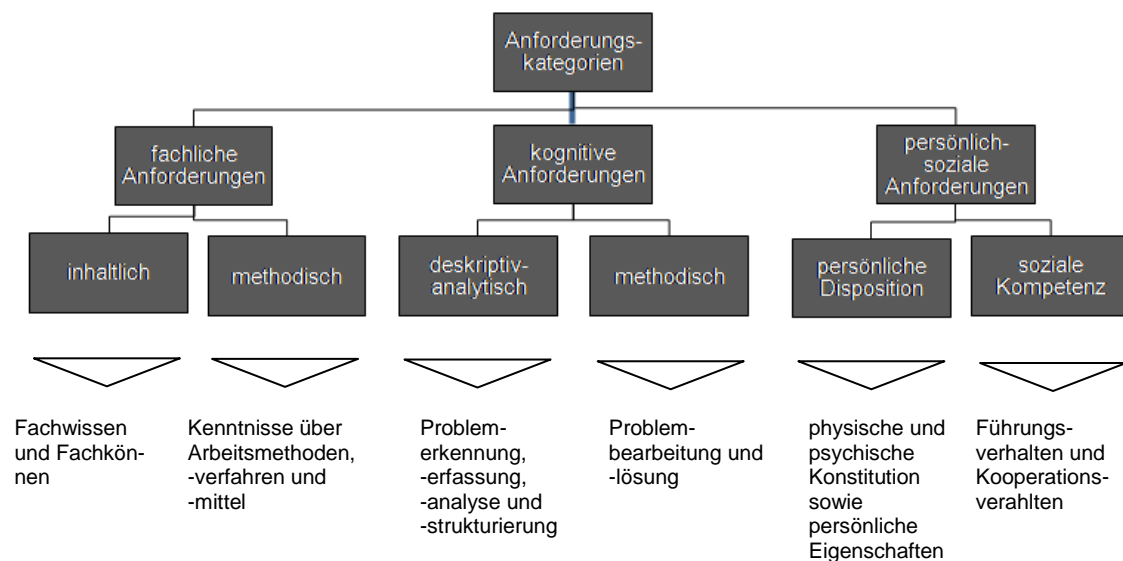 Anforderungs-
kategorien
fachliche
Anforderungen
kognitive
Anforderungen
persönlich-
soziale
Anforderungen
inhaltlich
methodisch
deskriptiv-
analytisch
methodisch
persönliche
Disposition
soziale
Kompetenz
Fachwissen
und Fachkön-
nen
Kenntnisse über
Arbeitsmethoden,
-verfahren und
-mittel
Problem-
erkennung,
-erfassung,
-analyse und
-strukturierung
Problem-
bearbeitung und
-lösung
physische und
psychische
Konstitution
sowie
persönliche
Eigenschaften
Führungs-
verhalten und
Kooperations-
verahlten